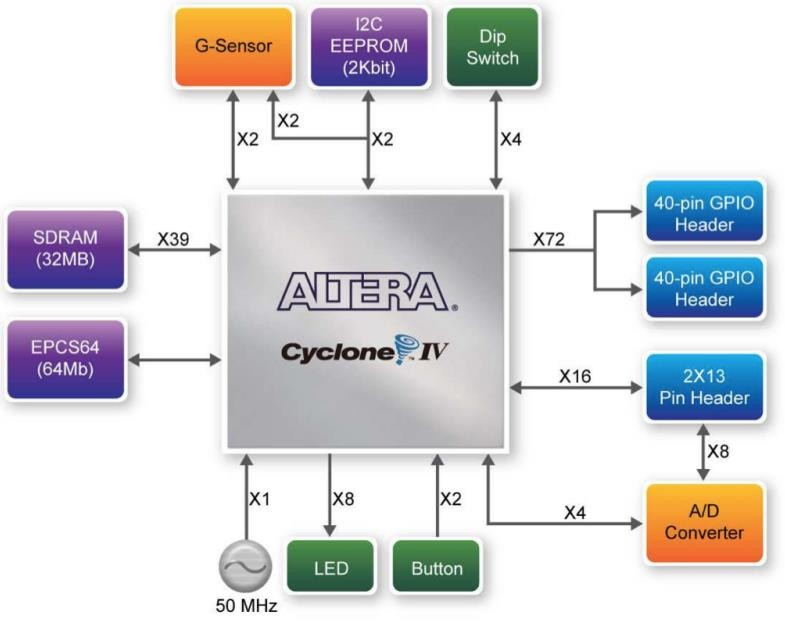 G-Sensor
I2C
EEPROM
(2Kbit)
Dip
Switch
X2
X2
X2
X4
SDRAM
(32MB)
X39
EPCS64
(64Mb)
ALTERA®
Cyclone™ IV
X72
40-pin GPIO
Header
40-pin GPIO
Header
X16
2X13
Pin Header
X8
X4
A/D
Converter
X1
X8
X2
50 MHz
LED
Button